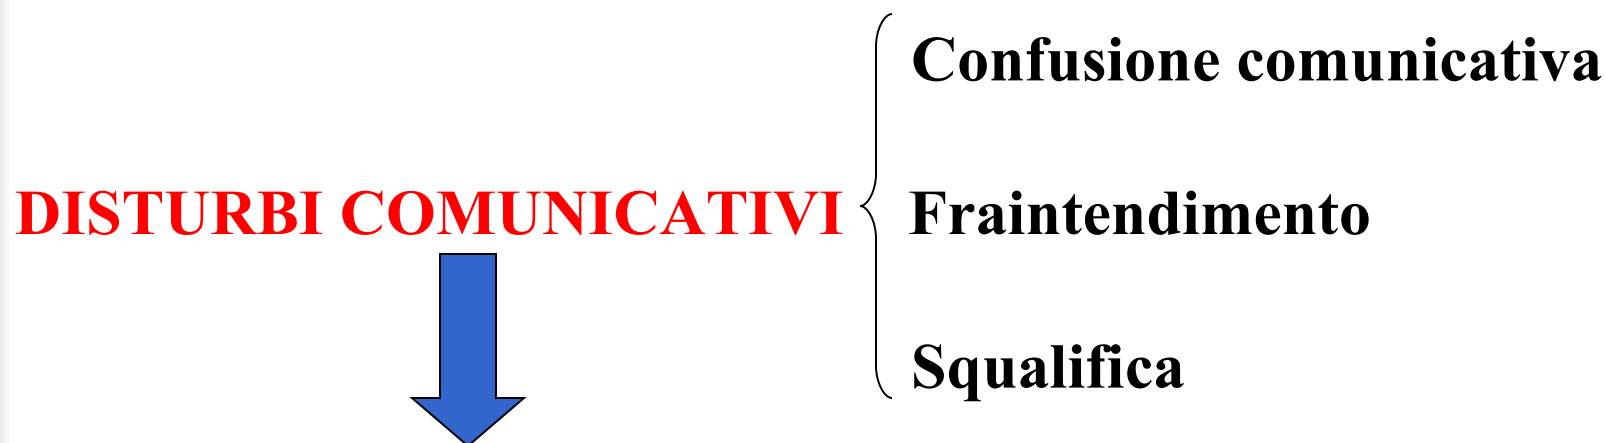 Confusione comunicativa
DISTURBI COMUNICATIVI
Fraintendimento
Squalifica